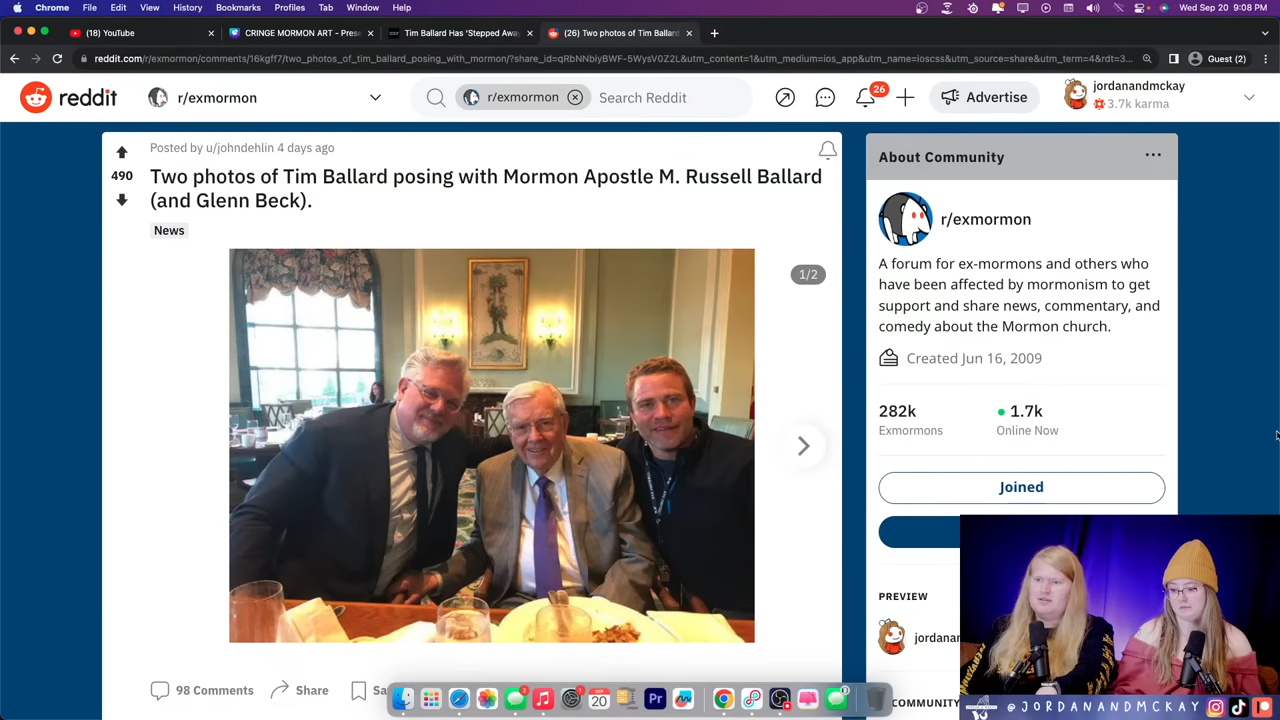 Chrome File Edit View History Bookmarks Profiles Tab Window Help Wed Sep 20 9:08 PM
(18) YouTube CRINGE MORMON ART - Prese Tim Ballard Has 'Stepped Away (26) Two photos of Tim Ballard
reddit.com/r/exmormon/comments/16kgff7/two_photos_of_tim_ballard_posing_with_mormon/?share_id=qRbNNbiyBWF-5WysV0Z2L&utm_content=1&utm_medium=ios_app&utm_name=ioscss&utm_source=share&utm_term=4&rdt=3... Guest (2)
reddit r/exmormon r/exmormon Search Reddit 26 Advertise jordanandmckay
3.7k karma
Posted by u/johndehlin 4 days ago
490
Two photos of Tim Ballard posing with Mormon Apostle M. Russell Ballard
(and Glenn Beck).
News
1/2
98 Comments Share Sa
About Community
r/exmormon
A forum for ex-mormons and others who
have been affected by mormonism to get
support and share news, commentary, and
comedy about the Mormon church.
Created Jun 16, 2009
282k 1.7k
Exmormons Online Now
Joined
PREVIEW
jordanan
COMMUNITY
SEP
20
Pr
@JORDANANDMCKAY